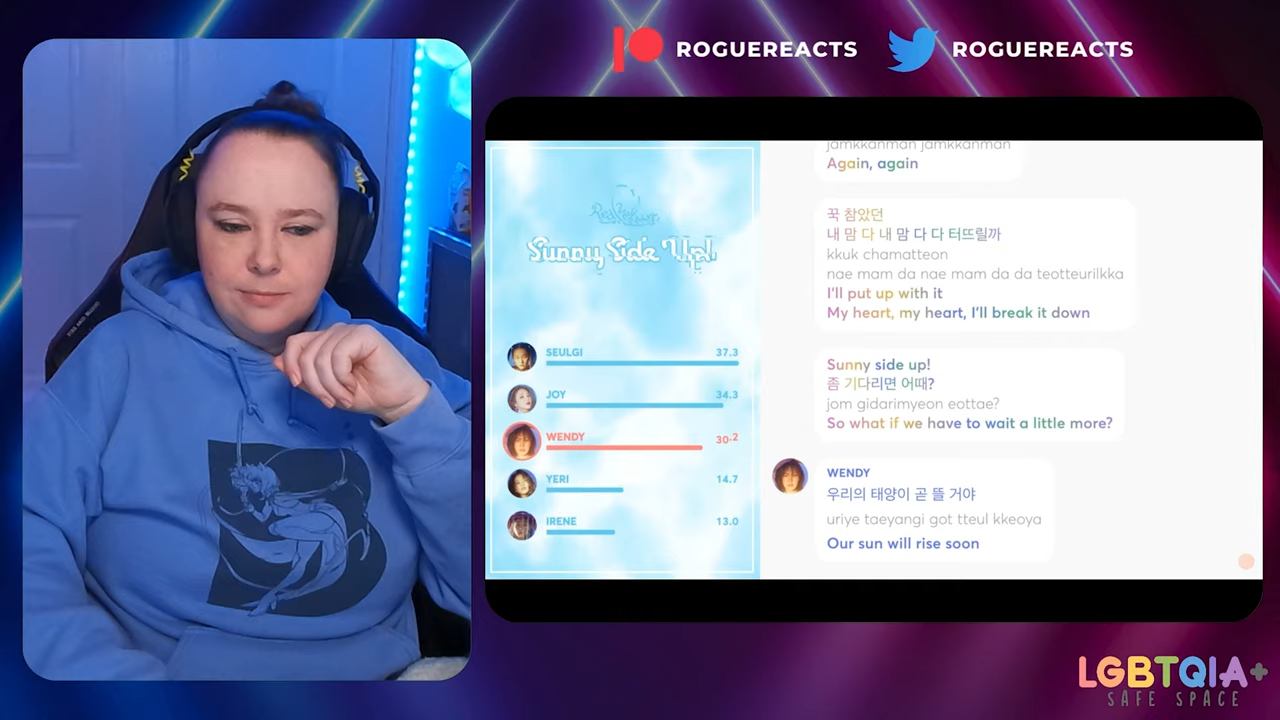 ROGUEREACTS
ROGUEREACTS
Red Velvet
Sunny Side Up!
SEULGI 37.3
JOY 34.3
WENDY 30.2
YERI 14.7
IRENE 13.0
jamkkanman jamkkanman
Again, again
꾹 참았던
내 맘 다 내 맘 다 다 터뜨릴까
kkuk chamatteon
nae mam da nae mam da da teotteurilkka
I'll put up with it
My heart, my heart, I'll break it down
Sunny side up!
좀 기다리면 어때?
jom gidarimyeon eottae?
So what if we have to wait a little more?
WENDY
우리의 태양이 곧 뜰 거야
uriye taeyangi got tteul kkeoya
Our sun will rise soon
LGBTQIA+
SAFE SPACE